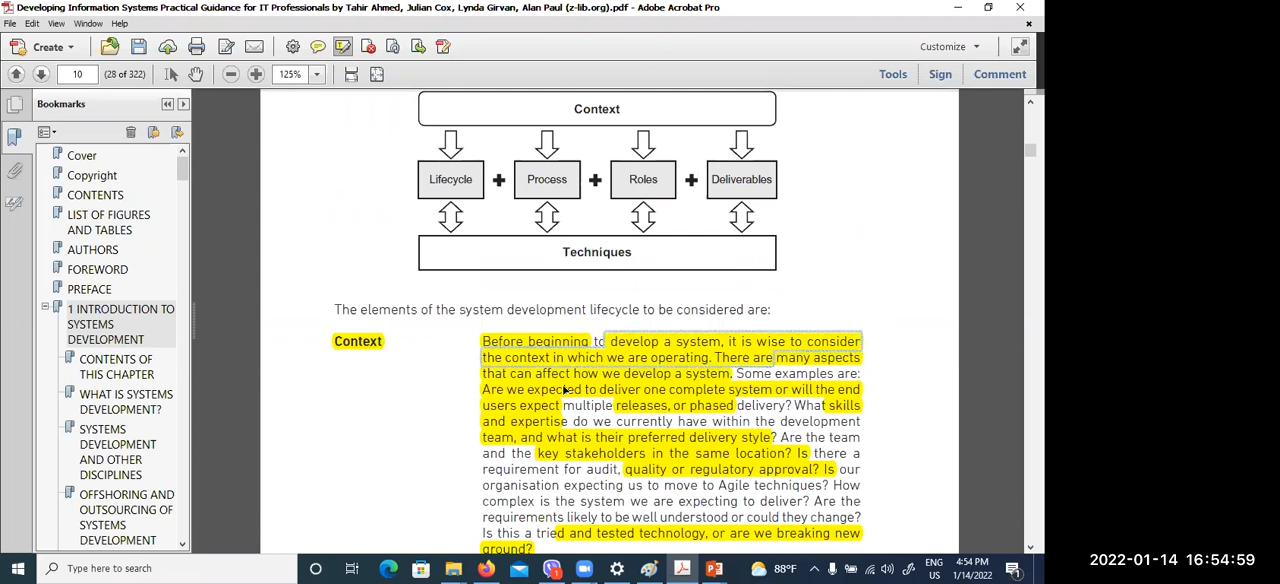 Developing Information Systems Practical Guidance for IT Professionals by Tahir Ahmed, Julian Cox, Lynda Girvan, Alan Paul (z-lib.org).pdf - Adobe Acrobat Pro
File Edit View Window Help
Create
Customize
10 (28 of 322) 125% Tools Sign Comment
Bookmarks
Cover
Copyright
CONTENTS
LIST OF FIGURES
AND TABLES
AUTHORS
FOREWORD
PREFACE
1 INTRODUCTION TO
SYSTEMS
DEVELOPMENT
CONTENTS OF
THIS CHAPTER
WHAT IS SYSTEMS
DEVELOPMENT?
SYSTEMS
DEVELOPMENT
AND OTHER
DISCIPLINES
OFFSHORING AND
OUTSOURCING OF
SYSTEMS
DEVELOPMENT
Context
Lifecycle + Process + Roles + Deliverables
Techniques
The elements of the system development lifecycle to be considered are:
Context
Before beginning to develop a system, it is wise to consider
the context in which we are operating. There are many aspects
that can affect how we develop a system. Some examples are:
Are we expected to deliver one complete system or will the end
users expect multiple releases, or phased delivery? What skills
and expertise do we currently have within the development
team, and what is their preferred delivery style? Are the team
and the key stakeholders in the same location? Is there a
requirement for audit, quality or regulatory approval? Is our
organisation expecting us to move to Agile techniques? How
complex is the system we are expecting to deliver? Are the
requirements likely to be well understood or could they change?
Is this a tried and tested technology, or are we breaking new
ground?
Type here to search
88°F
ENG
US
4:54 PM
1/14/2022
2022-01-14 16:54:59